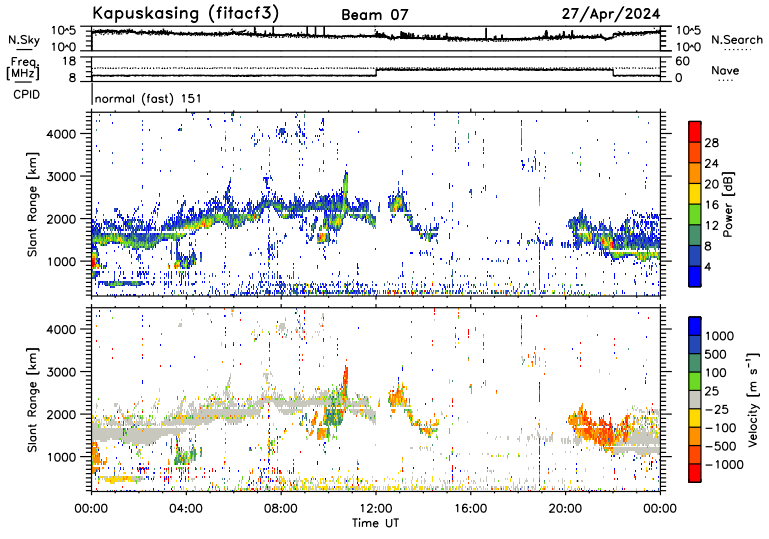 Kapuskasing (fitacf3) Beam 07 27/Apr/2024
N.Sky 10^5 10^0 10^5 10^0 N.Search
Freq. [MHz] 18 8 60 0 Nave
CPID normal (fast) 151
Slant Range [km]
4000
3000
2000
1000
Power [dB]
28
24
20
16
12
8
4
Slant Range [km]
4000
3000
2000
1000
Velocity [m s⁻¹]
1000
500
100
25
−25
−100
−500
−1000
00:00 04:00 08:00 12:00 16:00 20:00 00:00
Time UT